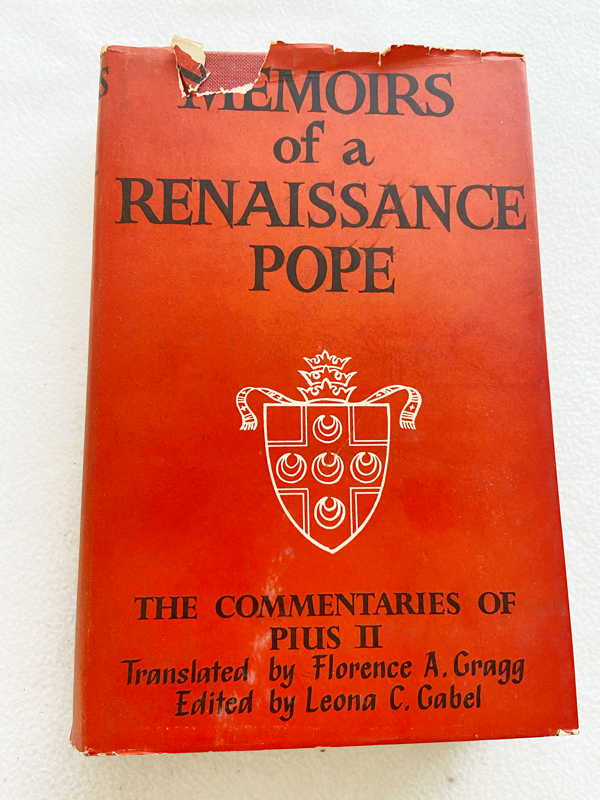 MEMOIRS
of a
RENAISSANCE
POPE
THE COMMENTARIES OF
PIUS II
Translated by Florence A. Gragg
Edited by Leona C. Gabel